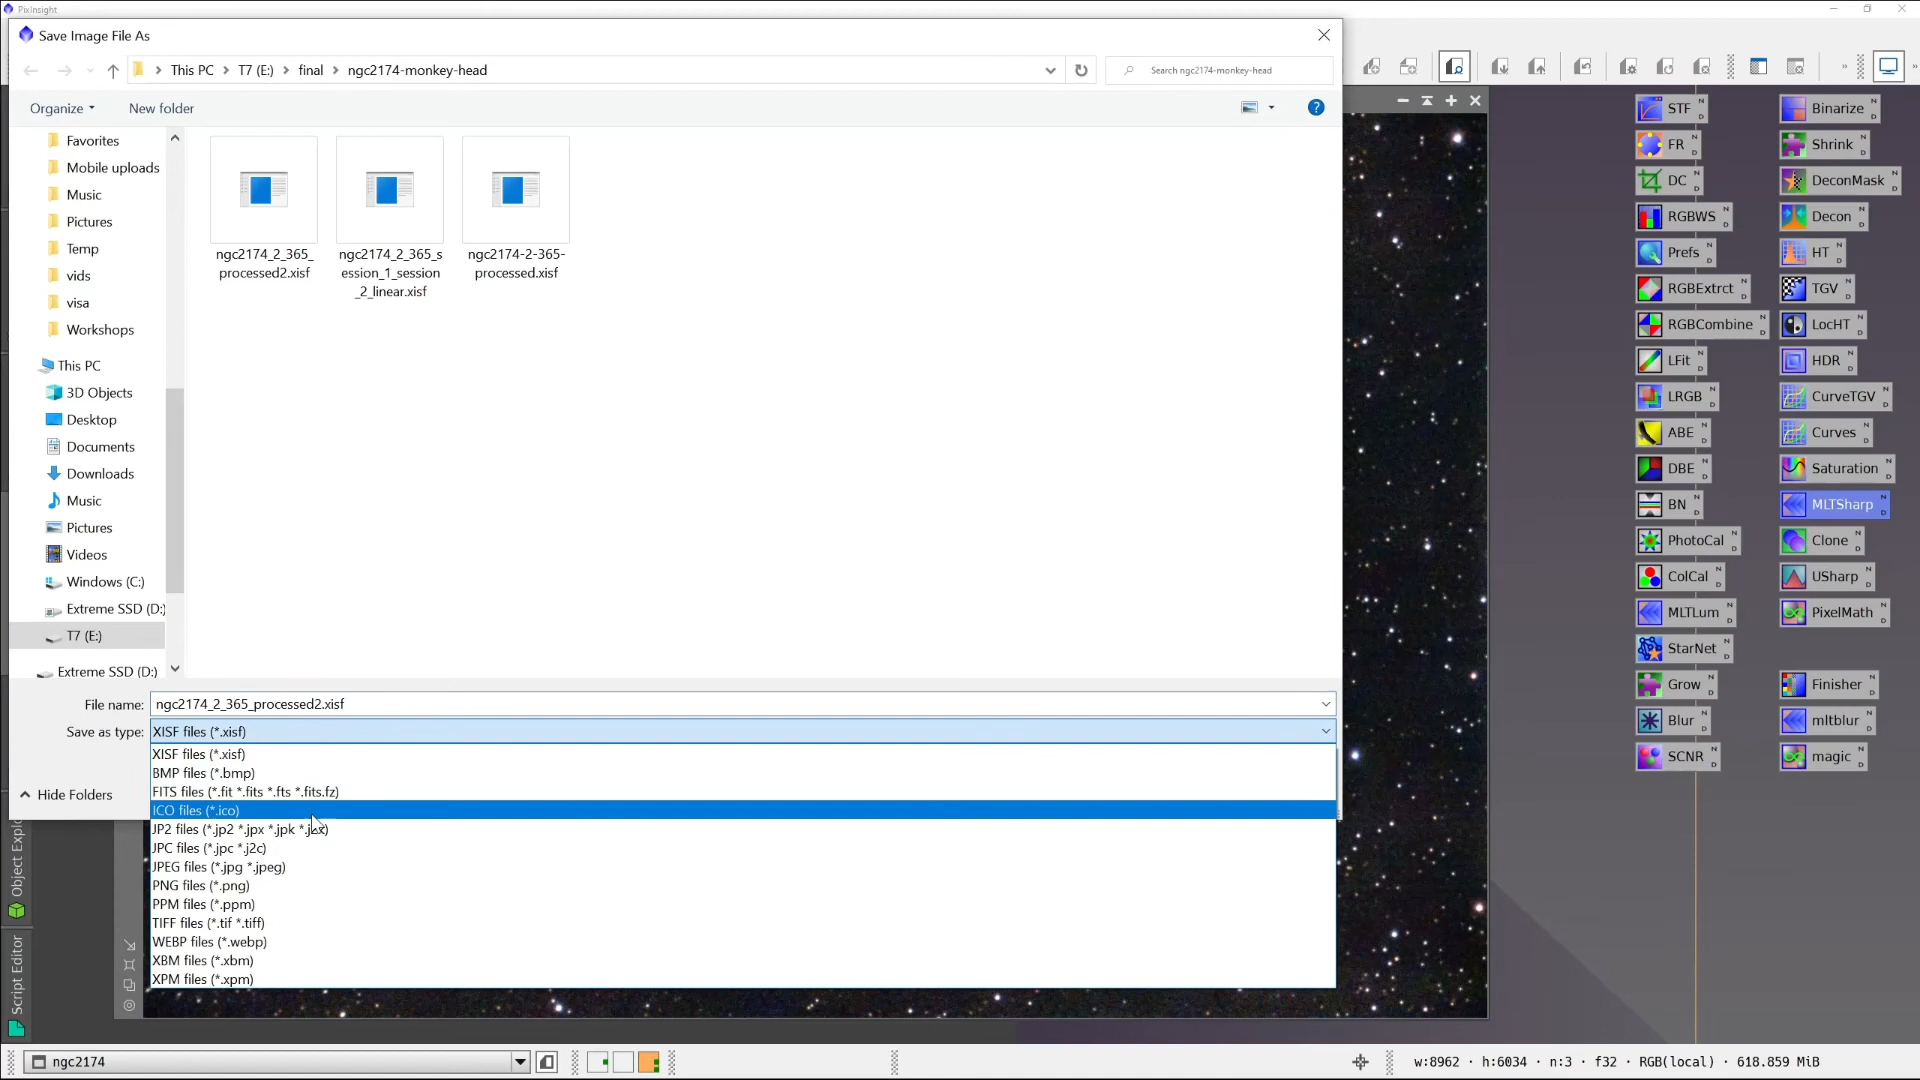 PixInsight
Save Image File As
This PC > T7 (E:) > final > ngc2174-monkey-head
Search ngc2174-monkey-head
Organize
New folder
Favorites
Mobile uploads
Music
Pictures
Temp
vids
visa
Workshops
This PC
3D Objects
Desktop
Documents
Downloads
Music
Pictures
Videos
Windows (C:)
Extreme SSD (D:)
T7 (E:)
Extreme SSD (D:)
ngc2174_2_365_
processed2.xisf
ngc2174_2_365_s
ession_1_session
_2_linear.xisf
ngc2174-2-365-
processed.xisf
File name: ngc2174_2_365_processed2.xisf
Save as type: XISF files (*.xisf)
XISF files (*.xisf)
BMP files (*.bmp)
FITS files (*.fit *.fits *.fts *.fits.fz)
ICO files (*.ico)
JP2 files (*.jp2 *.jpx *.jpk
JPC files (*.jpc *.j2c)
JPEG files (*.jpg *.jpeg)
PNG files (*.png)
PPM files (*.ppm)
TIFF files (*.tif *.tiff)
WEBP files (*.webp)
XBM files (*.xbm)
XPM files (*.xpm)
Hide Folders
Script Editor
STF
FR
DC
RGBWS
Prefs
RGBExtrct
RGBCombine
LFit
LRGB
ABE
DBE
BN
PhotoCal
ColCal
MLTLum
StarNet
Grow
Blur
SCNR
Binarize
Shrink
DeconMask
Decon
HT
TGV
LocHT
HDR
CurveTGV
Curves
Saturation
MLTSharp
Clone
USharp
PixelMath
Finisher
mltblur
magic
ngc2174
w:8962 · h:6034 · n:3 · f32 · RGB(local) · 618.859 MiB